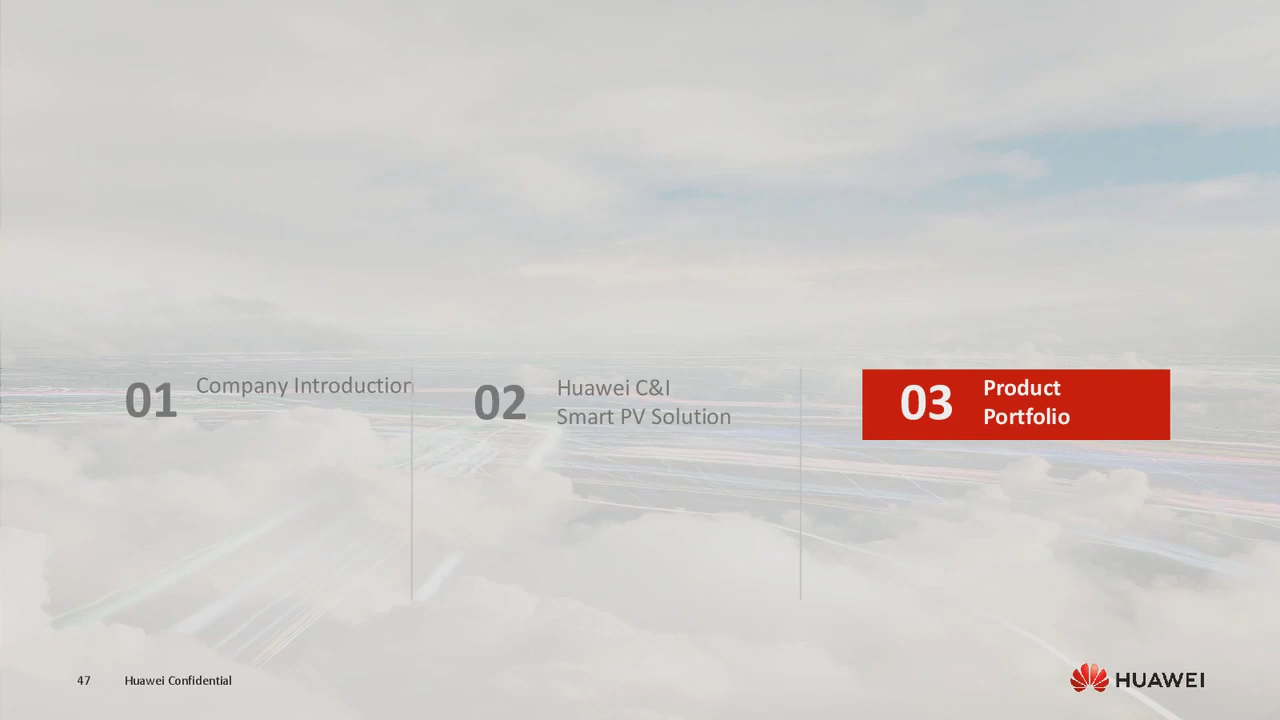 01
Company Introduction
02
Huawei C&I
Smart PV Solution
03
Product
Portfolio
47
Huawei Confidential
HUAWEI